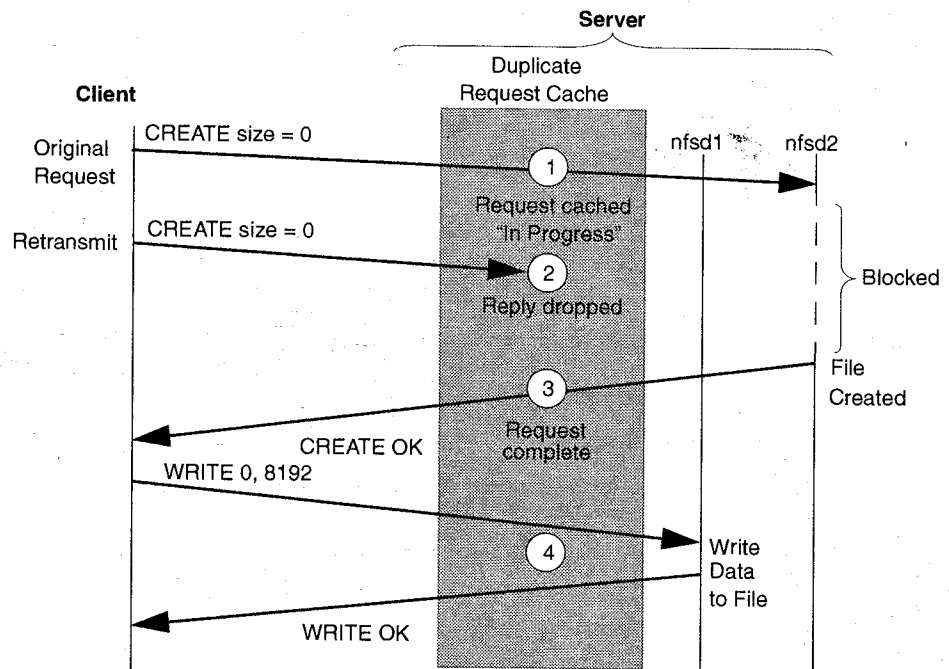 Server
Duplicate
Request Cache
Client
nfsd1
nfsd2
CREATE size = 0
Original
Request
1
Request cached
"In Progress"
CREATE size = 0
Retransmit
2
Reply dropped
Blocked
3
File
Created
CREATE OK
Request
complete
WRITE 0, 8192
4
Write
Data
to File
WRITE OK